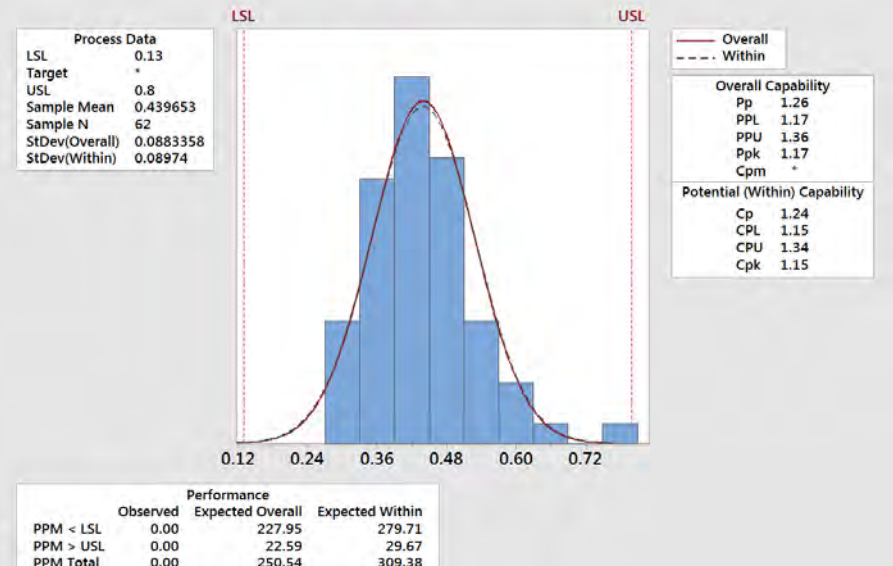 LSL USL
Process Data
LSL 0.13
Target *
USL 0.8
Sample Mean 0.439653
Sample N 62
StDev(Overall) 0.0883358
StDev(Within) 0.08974
Overall
Within
Overall Capability
Pp 1.26
PPL 1.17
PPU 1.36
Ppk 1.17
Cpm *
Potential (Within) Capability
Cp 1.24
CPL 1.15
CPU 1.34
Cpk 1.15
0.12 0.24 0.36 0.48 0.60 0.72
Performance
Observed Expected Overall Expected Within
PPM < LSL 0.00 227.95 279.71
PPM > USL 0.00 22.59 29.67
PPM Total 0.00 250.54 309.38